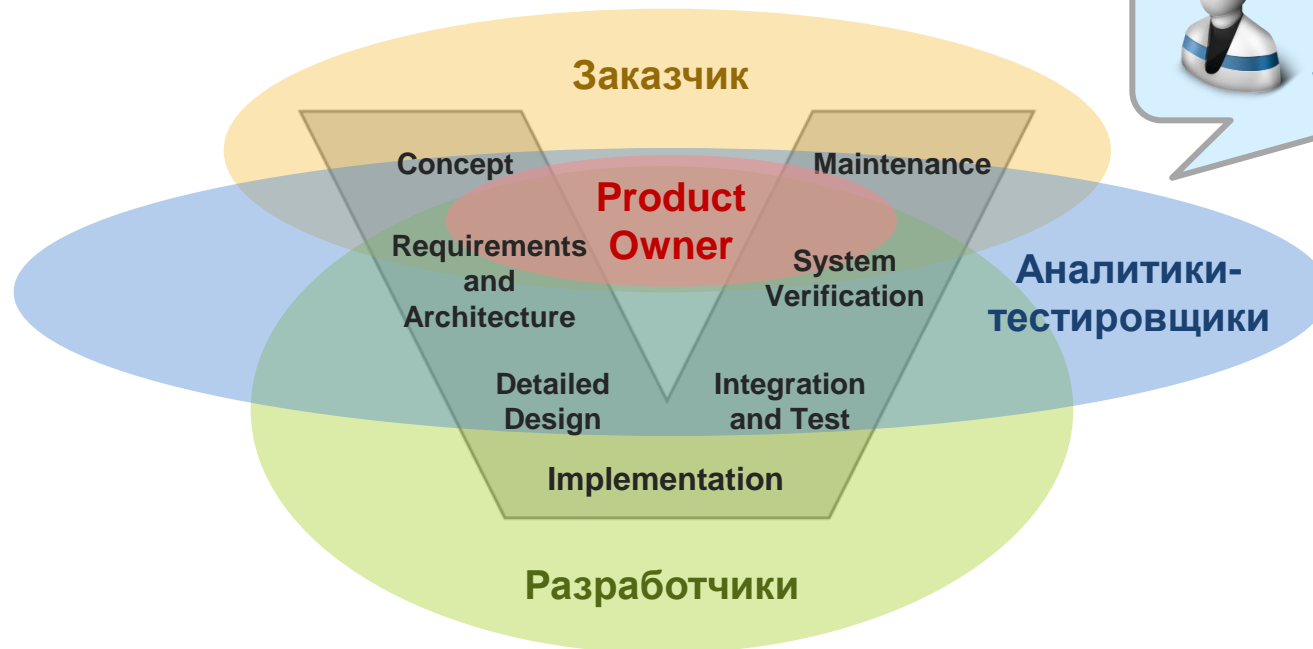 Заказчик
Concept
Maintenance
Product
Owner
Requirements
and
Architecture
System
Verification
Аналитики-
тестировщики
Detailed
Design
Integration
and Test
Implementation
Разработчики